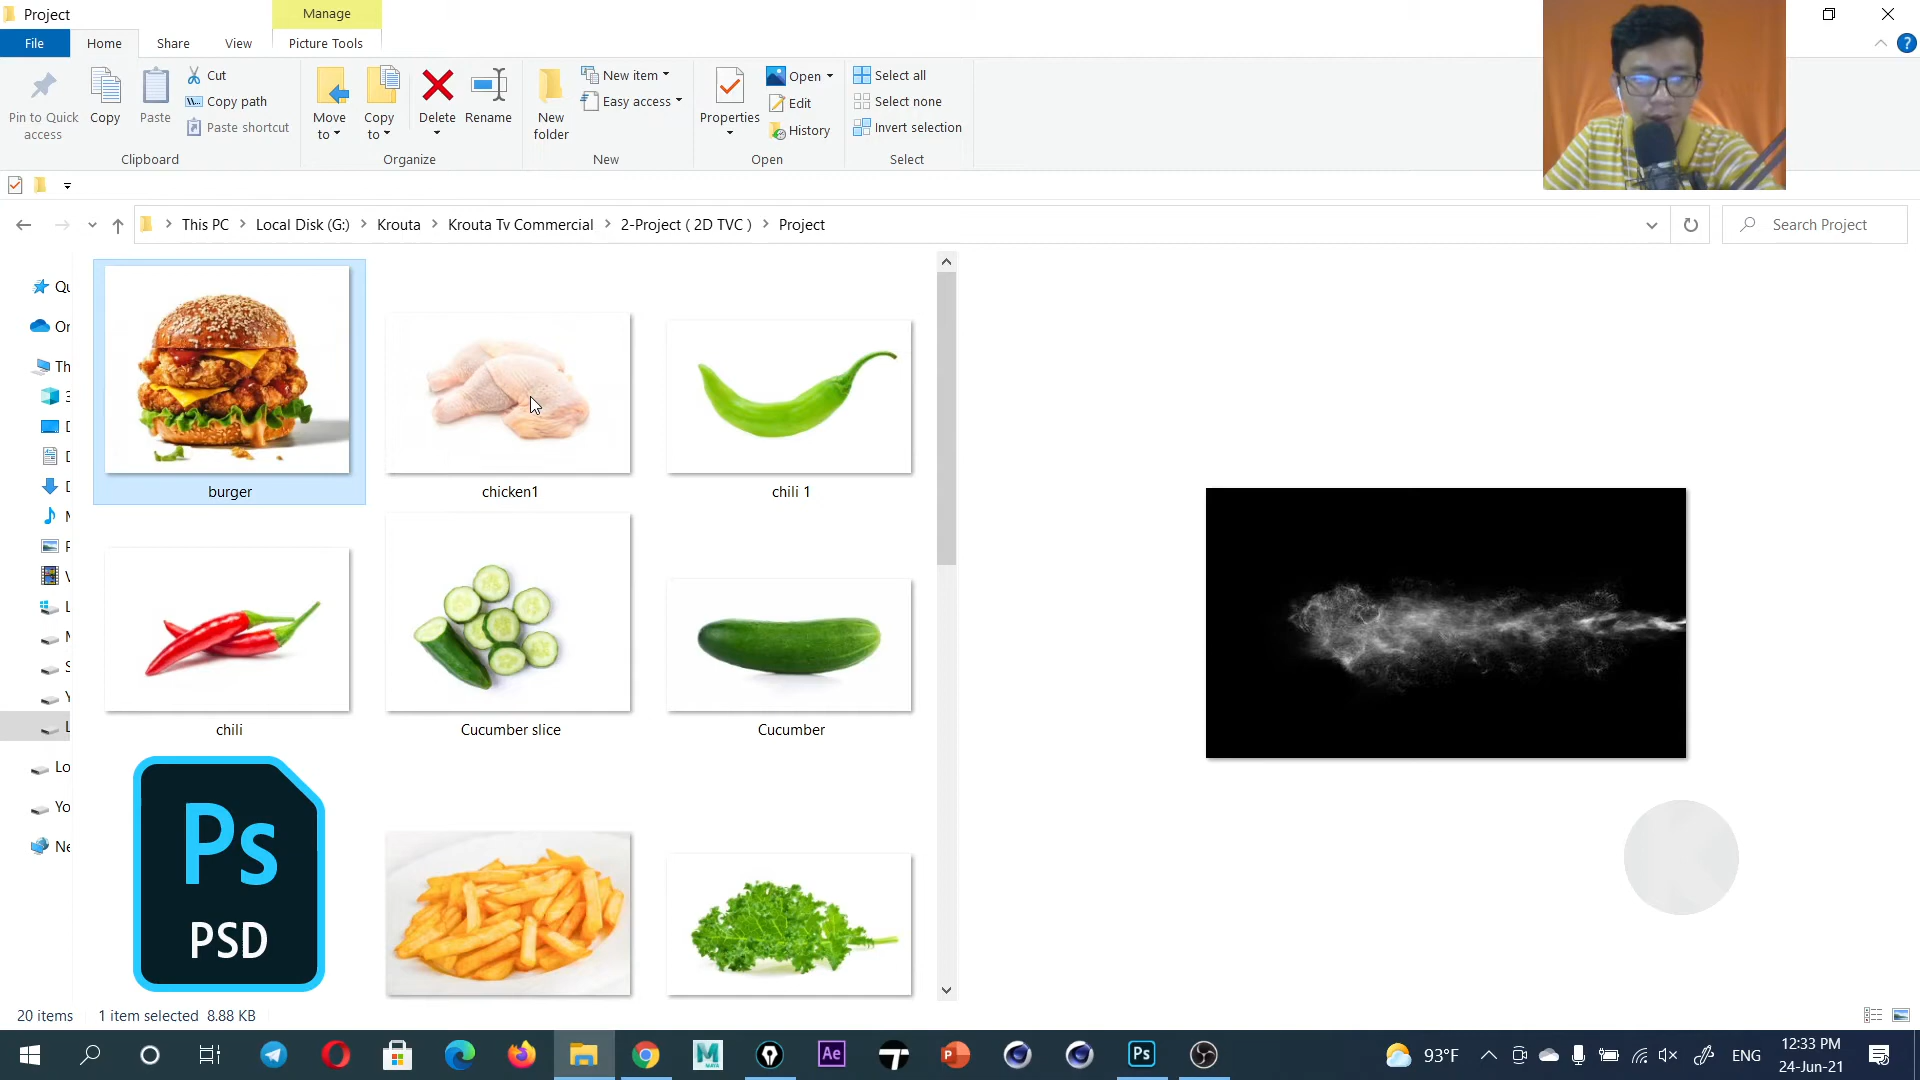 Project
Manage
File
Home
Share
View
Picture Tools
Pin to Quick access
Copy
Paste
Cut
Copy path
Paste shortcut
Clipboard
Move to
Copy to
Delete
Rename
Organize
New folder
New item
Easy access
New
Properties
Open
Edit
History
Open
Select all
Select none
Invert selection
Select
This PC
Local Disk (G:)
Krouta
Krouta Tv Commercial
2-Project ( 2D TVC )
Project
Search Project
burger
chicken1
chili 1
chili
Cucumber slice
Cucumber
Ps
PSD
20 items
1 item selected 8.88 KB
Ae
Ps
93°F
ENG
12:33 PM
24-Jun-21